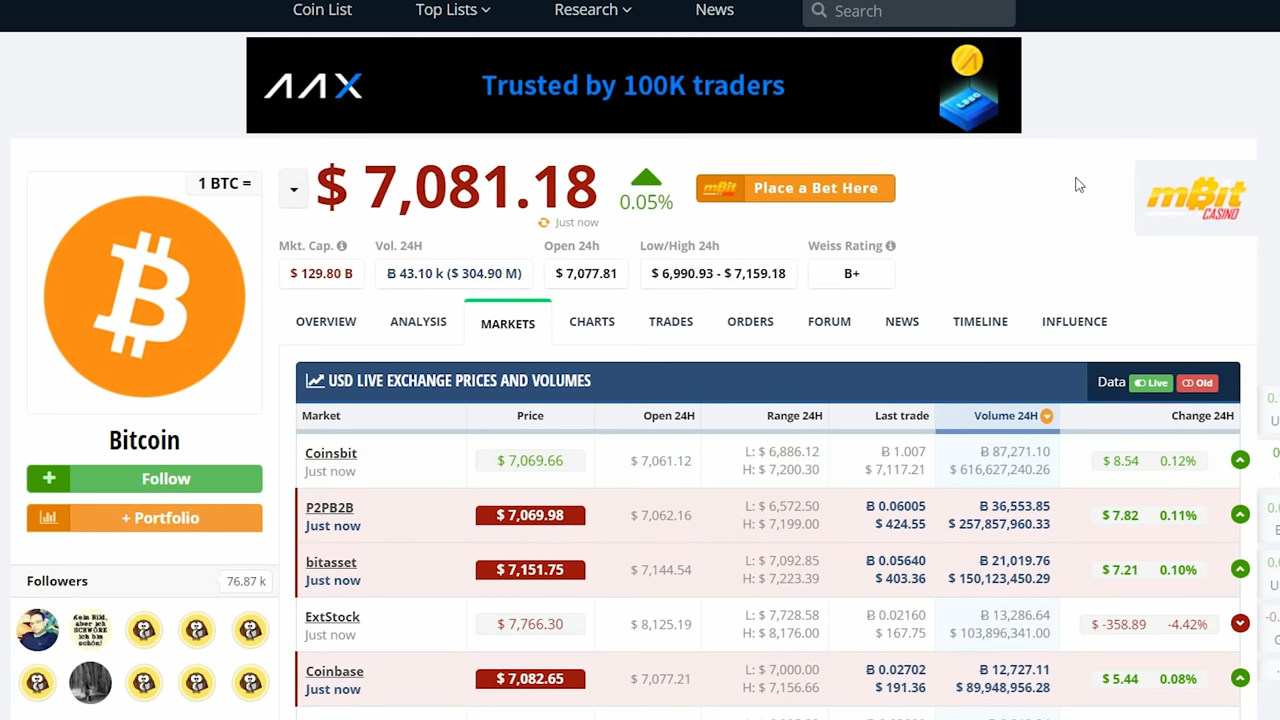 Coin List Top Lists Research News Search
AAX Trusted by 100K traders
1 BTC = $ 7,081.18 0.05% mBit Place a Bet Here
Just now
mBit CASINO
Mkt. Cap. Vol. 24H Open 24h Low/High 24h Weiss Rating
$ 129.80 B Ƀ 43.10 k ($ 304.90 M) $ 7,077.81 $ 6,990.93 - $ 7,159.18 B+
OVERVIEW ANALYSIS MARKETS CHARTS TRADES ORDERS FORUM NEWS TIMELINE INFLUENCE
USD LIVE EXCHANGE PRICES AND VOLUMES Data Live Old
Market Price Open 24H Range 24H Last trade Volume 24H Change 24H
Coinsbit $ 7,069.66 $ 7,061.12 L: $ 6,886.12 Ƀ 1.007 Ƀ 87,271.10 $ 8.54 0.12%
Just now H: $ 7,200.30 $ 7,117.21 $ 616,627,240.26
P2PB2B $ 7,069.98 $ 7,062.16 L: $ 6,572.50 Ƀ 0.06005 Ƀ 36,553.85 $ 7.82 0.11%
Just now H: $ 7,199.00 $ 424.55 $ 257,857,960.33
bitasset $ 7,151.75 $ 7,144.54 L: $ 7,092.85 Ƀ 0.05640 Ƀ 21,019.76 $ 7.21 0.10%
Just now H: $ 7,223.39 $ 403.36 $ 150,123,450.29
ExtStock $ 7,766.30 $ 8,125.19 L: $ 7,728.58 Ƀ 0.02160 Ƀ 13,286.64 $ -358.89 -4.42%
Just now H: $ 8,176.00 $ 167.75 $ 103,896,341.00
Coinbase $ 7,082.65 $ 7,077.21 L: $ 7,000.00 Ƀ 0.02702 Ƀ 12,727.11 $ 5.44 0.08%
Just now H: $ 7,156.66 $ 191.36 $ 89,948,956.28
Bitcoin
Follow
+ Portfolio
Followers 76.87 k
Kein Bild,
aber ich
SCHWÖRE
ich bin
schön!